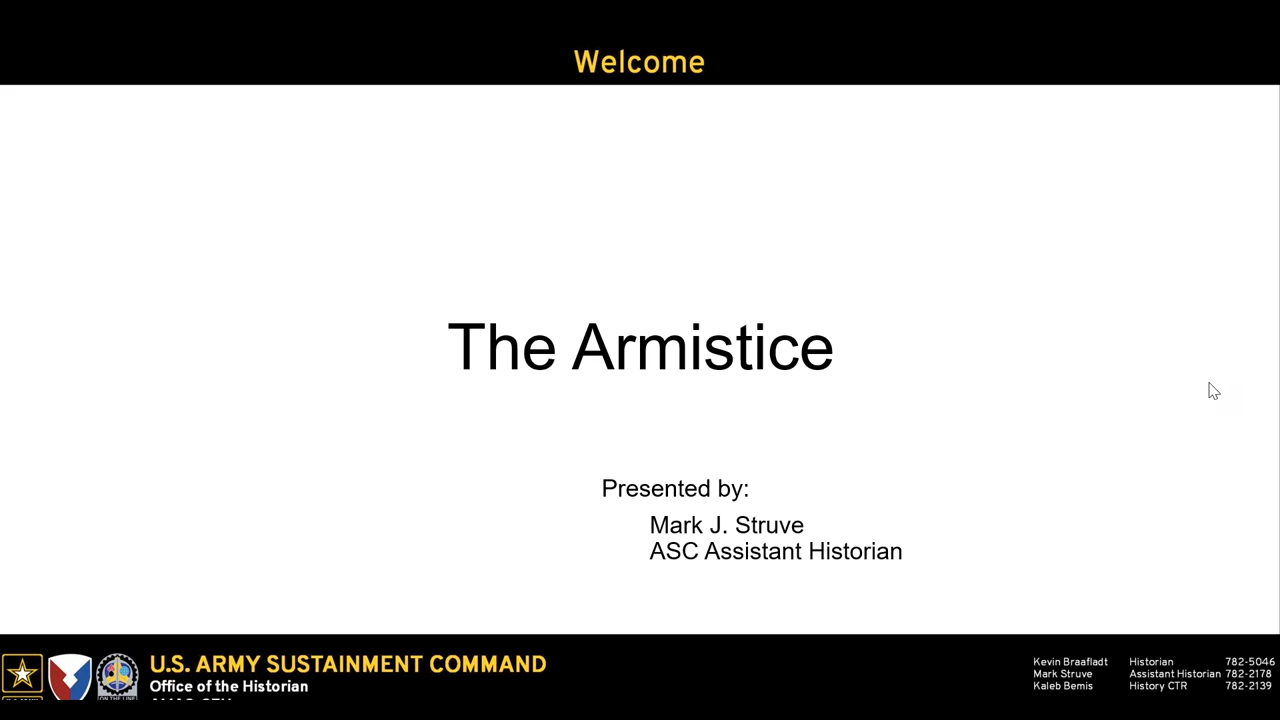 Welcome
The Armistice
Presented by:
Mark J. Struve
ASC Assistant Historian
U.S. ARMY SUSTAINMENT COMMAND
Office of the Historian
Kevin Braafladt Historian 782-5046
Mark Struve Assistant Historian 782-2178
Kaleb Bemis History CTR 782-2139